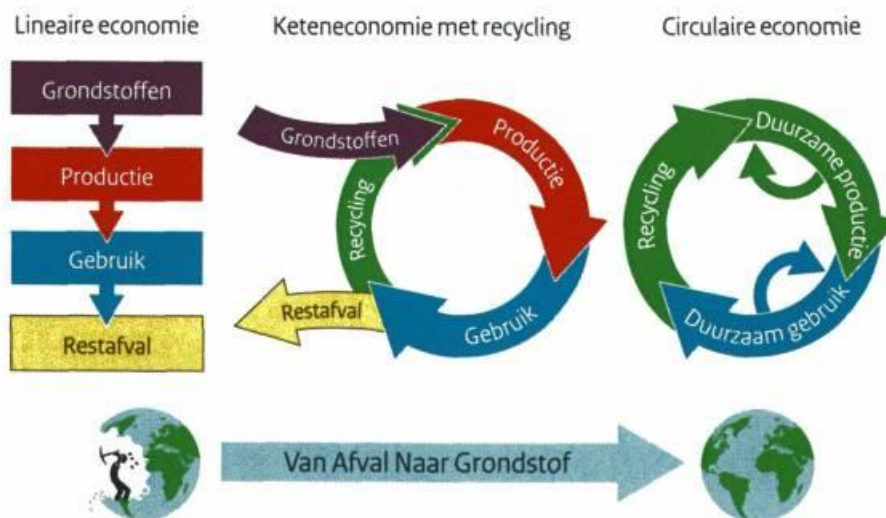 Lineaire economie
Grondstoffen
Productie
Gebruik
Restafval
Keteneconomie met recycling
Grondstoffen
Productie
Gebruik
Recycling
Restafval
Circulaire economie
Duurzame productie
Duurzaam gebruik
Recycling
Van Afval Naar Grondstof